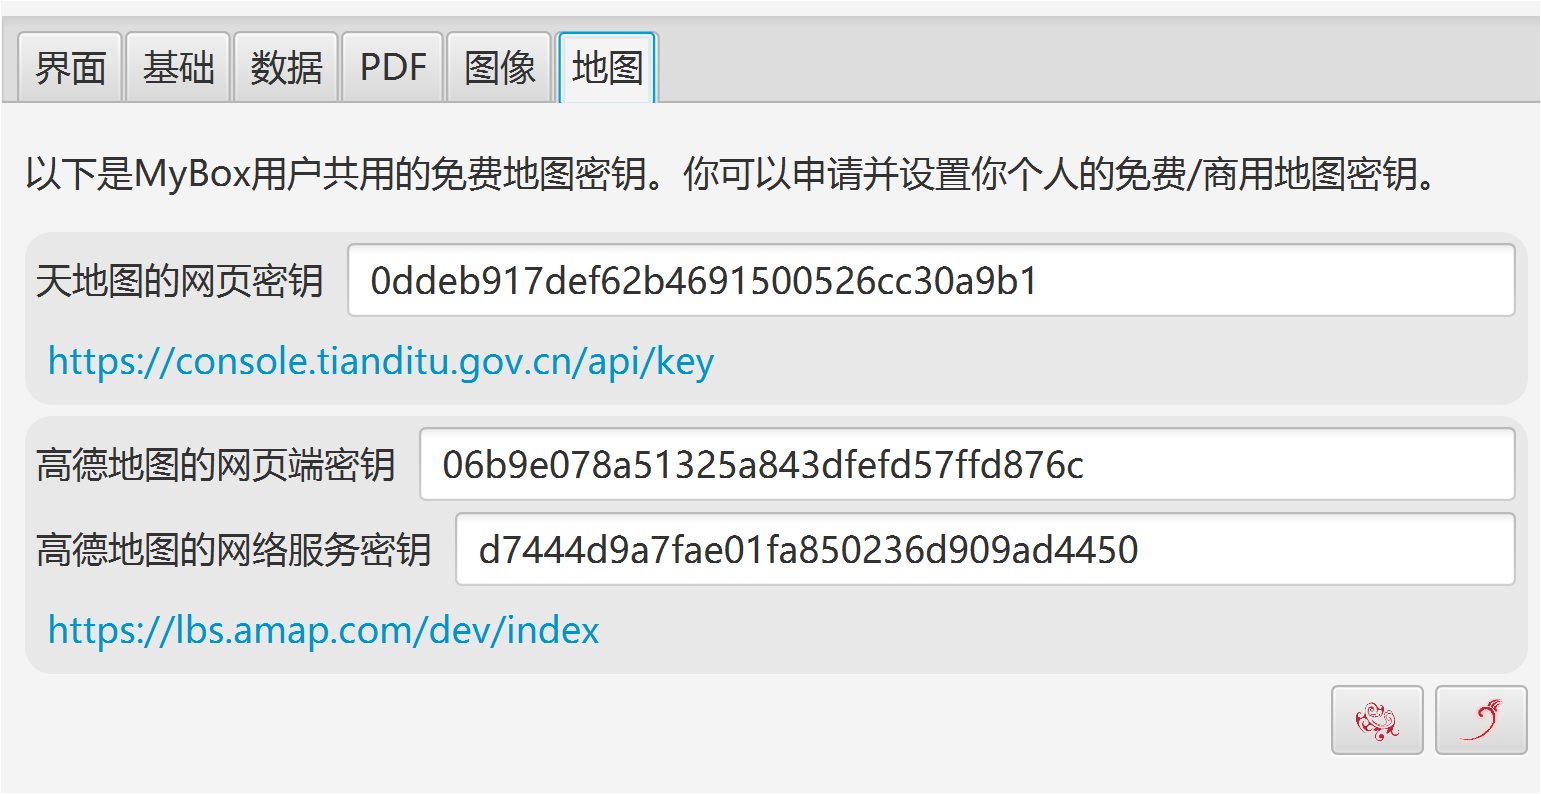 界面 基础 数据 PDF 图像 地图
以下是MyBox用户共用的免费地图密钥。你可以申请并设置你个人的免费/商用地图密钥。
天地图的网页密钥 0ddeb917def62b4691500526cc30a9b1
https://console.tianditu.gov.cn/api/key
高德地图的网页端密钥 06b9e078a51325a843dfefd57ffd876c
高德地图的网络服务密钥 d7444d9a7fae01fa850236d909ad4450
https://lbs.amap.com/dev/index